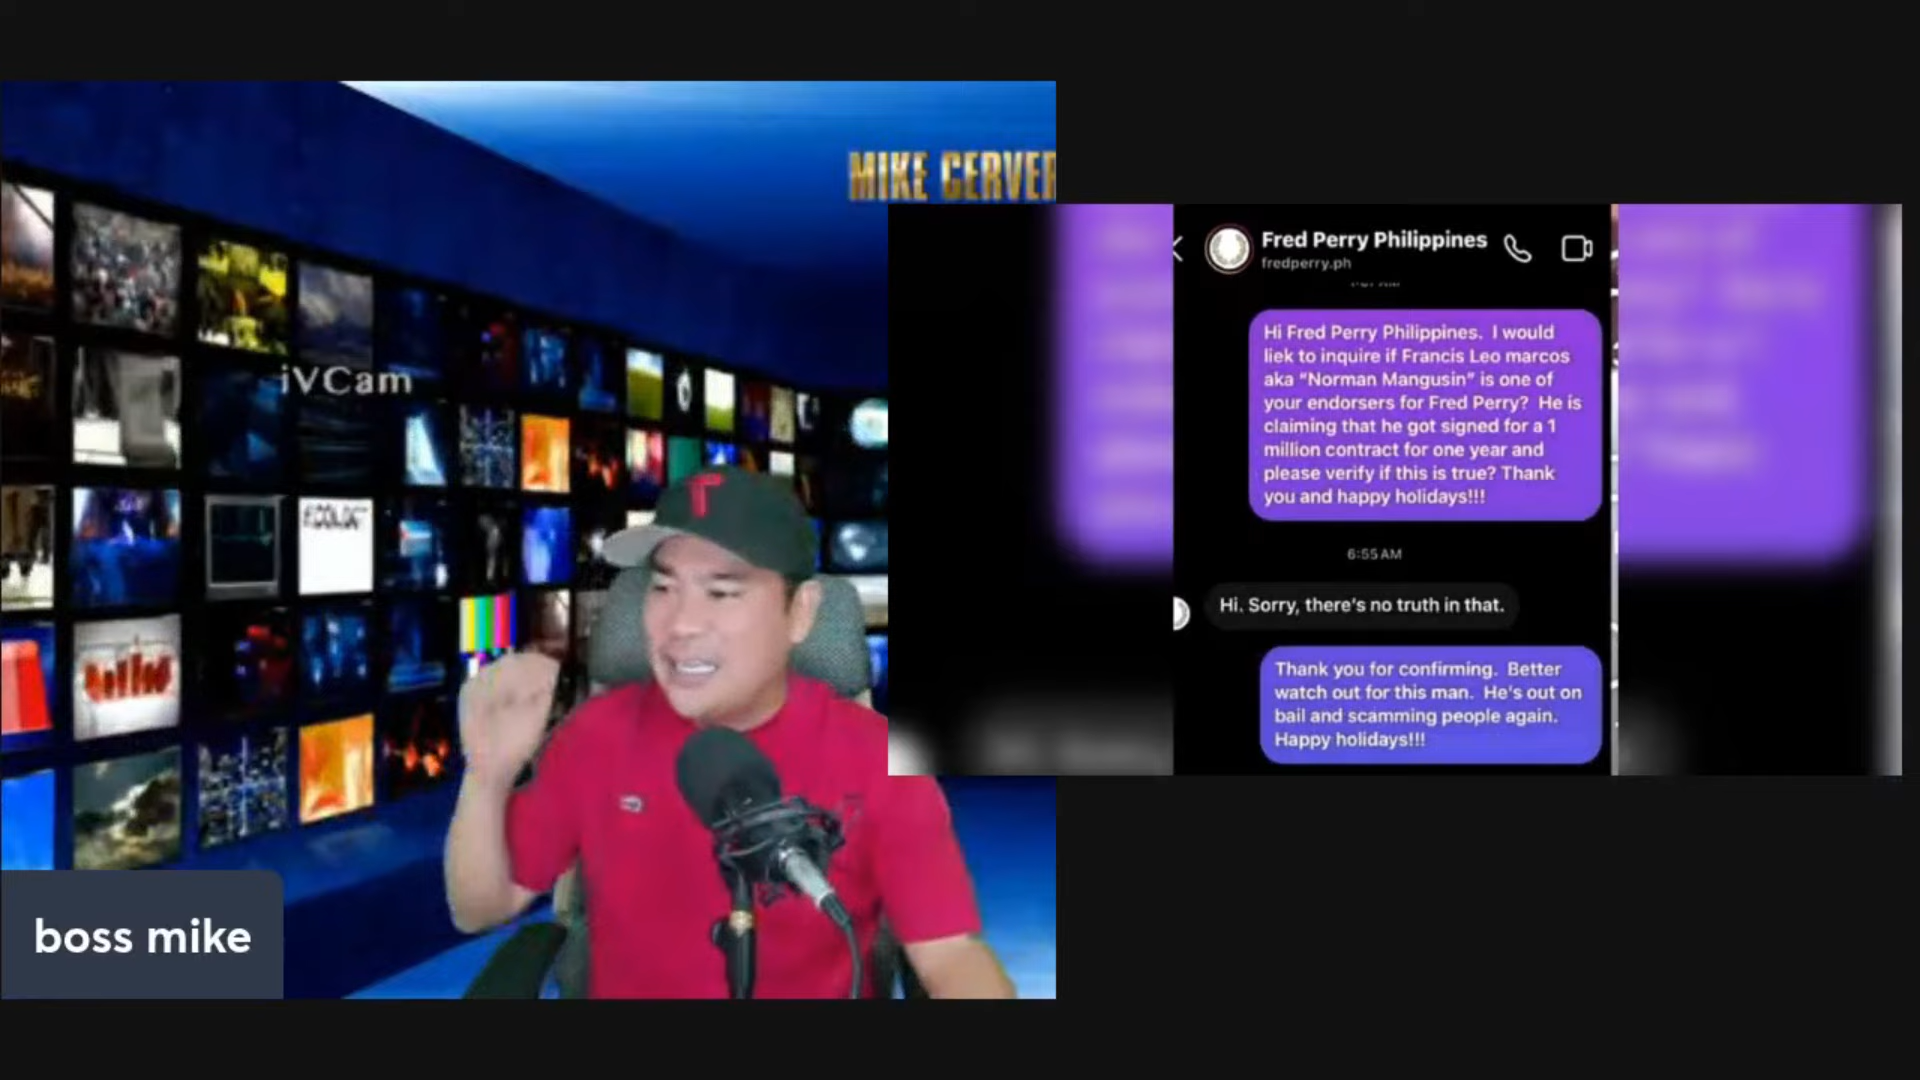 MIKE CERVER
iVCam
boss mike
Fred Perry Philippines
fredperry.ph
Hi Fred Perry Philippines. I would
liek to inquire if Francis Leo marcos
aka “Norman Mangusin” is one of
your endorsers for Fred Perry? He is
claiming that he got signed for a 1
million contract for one year and
please verify if this is true? Thank
you and happy holidays!!!
6:55 AM
Hi. Sorry, there’s no truth in that.
Thank you for confirming. Better
watch out for this man. He’s out on
bail and scamming people again.
Happy holidays!!!